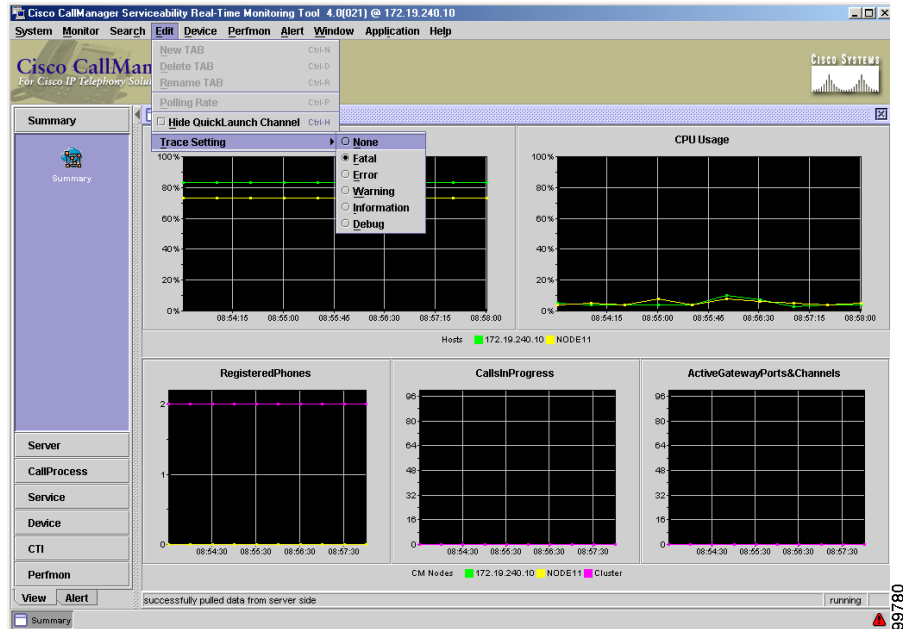 Cisco CallManager Serviceability Real-Time Monitoring Tool 4.0(021) @ 172.19.240.10
System Monitor Search Edit Device Perfmon Alert Window Application Help
Cisco CallMan
For Cisco IP Telephony Solu
CISCO SYSTEMS
New TAB Ctrl-N
Delete TAB Ctrl-D
Rename TAB Ctrl-R
Polling Rate Ctrl-P
Hide QuickLaunch Channel Ctrl-H
Trace Setting
None
Fatal
Error
Warning
Information
Debug
Summary
Summary
Server
CallProcess
Service
Device
CTI
Perfmon
View Alert
100%
80%
60%
40%
20%
0%
08:54:15 08:55:00 08:55:45 08:56:30 08:57:15 08:58:00
CPU Usage
100%
80%
60%
40%
20%
0%
08:54:15 08:55:00 08:55:45 08:56:30 08:57:15 08:58:00
Hosts 172.19.240.10 NODE11
RegisteredPhones
2
1
0
08:54:30 08:55:30 08:56:30 08:57:30
CallsInProgress
96
80
64
48
32
16
0
08:54:30 08:55:30 08:56:30 08:57:30
ActiveGatewayPorts&Channels
96
80
64
48
32
16
0
08:54:30 08:55:30 08:56:30 08:57:30
CM Nodes 172.19.240.10 NODE11 Cluster
successfully pulled data from server side
running
Summary
99780